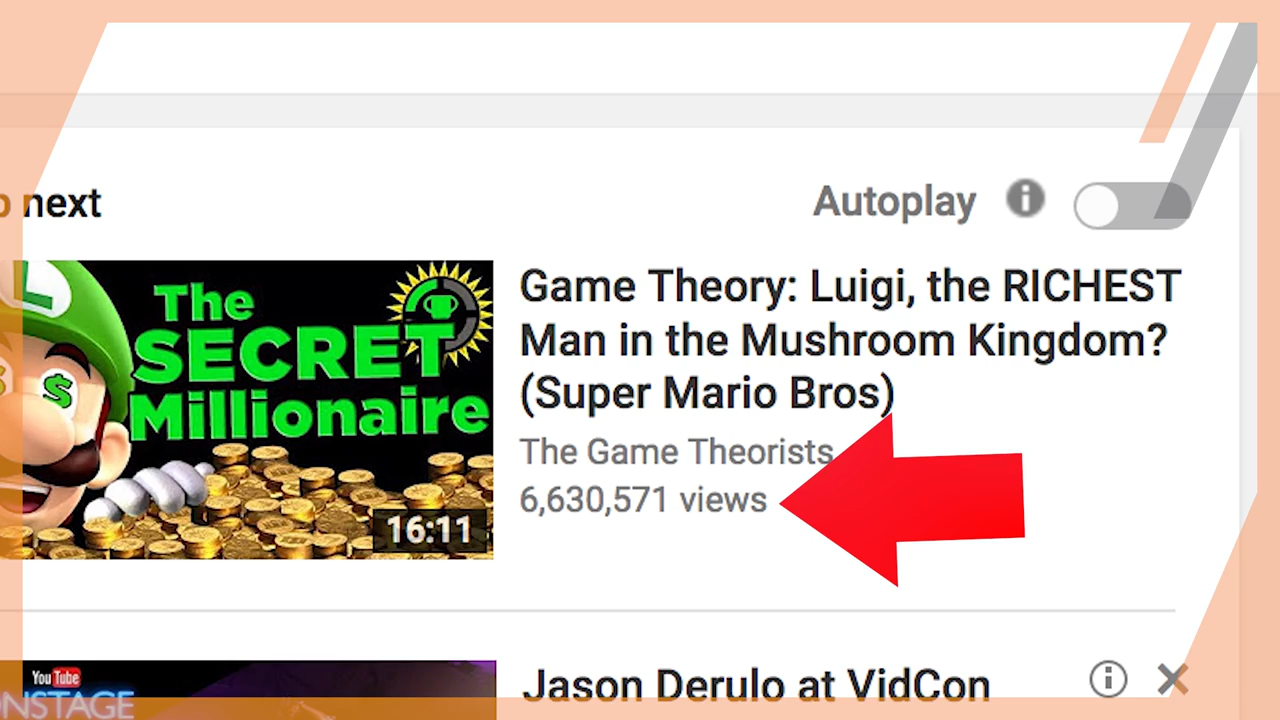 next
Autoplay
The
SECRET
Millionaire
16:11
Game Theory: Luigi, the RICHEST
Man in the Mushroom Kingdom?
(Super Mario Bros)
The Game Theorists
6,630,571 views
YouTube
NSTAGE
Jason Derulo at VidCon